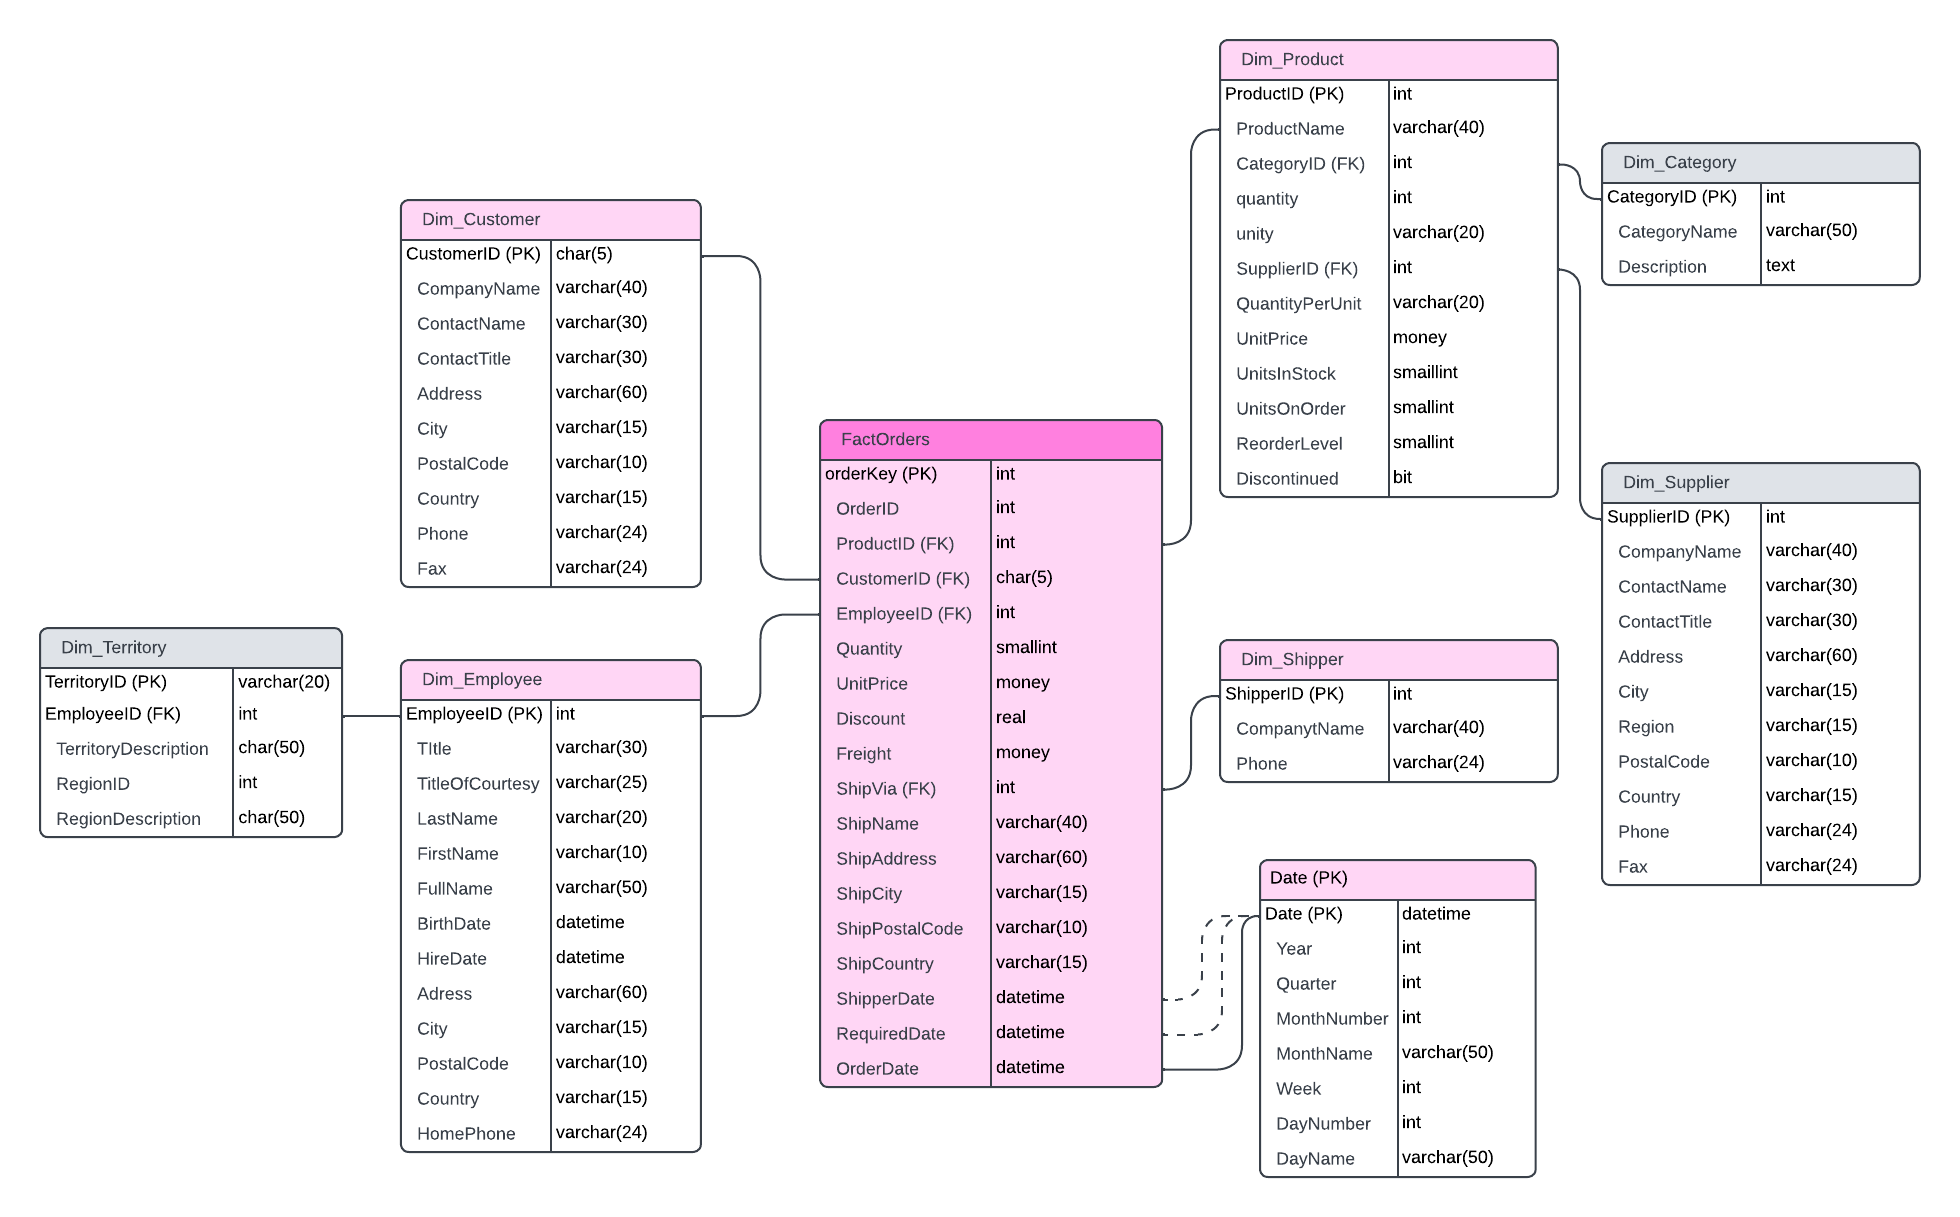 Dim_Product
ProductID (PK) int
ProductName varchar(40)
CategoryID (FK) int
quantity int
unity varchar(20)
SupplierID (FK) int
QuantityPerUnit varchar(20)
UnitPrice money
UnitsInStock smaillint
UnitsOnOrder smallint
ReorderLevel smallint
Discontinued bit
Dim_Category
CategoryID (PK) int
CategoryName varchar(50)
Description text
Dim_Customer
CustomerID (PK) char(5)
CompanyName varchar(40)
ContactName varchar(30)
ContactTitle varchar(30)
Address varchar(60)
City varchar(15)
PostalCode varchar(10)
Country varchar(15)
Phone varchar(24)
Fax varchar(24)
FactOrders
orderKey (PK) int
OrderID int
ProductID (FK) int
CustomerID (FK) char(5)
EmployeeID (FK) int
Quantity smallint
UnitPrice money
Discount real
Freight money
ShipVia (FK) int
ShipName varchar(40)
ShipAddress varchar(60)
ShipCity varchar(15)
ShipPostalCode varchar(10)
ShipCountry varchar(15)
ShipperDate datetime
RequiredDate datetime
OrderDate datetime
Dim_Supplier
SupplierID (PK) int
CompanyName varchar(40)
ContactName varchar(30)
ContactTitle varchar(30)
Address varchar(60)
City varchar(15)
Region varchar(15)
PostalCode varchar(10)
Country varchar(15)
Phone varchar(24)
Fax varchar(24)
Dim_Territory
TerritoryID (PK) varchar(20)
EmployeeID (FK) int
TerritoryDescription char(50)
RegionID int
RegionDescription char(50)
Dim_Employee
EmployeeID (PK) int
TItle varchar(30)
TitleOfCourtesy varchar(25)
LastName varchar(20)
FirstName varchar(10)
FullName varchar(50)
BirthDate datetime
HireDate datetime
Adress varchar(60)
City varchar(15)
PostalCode varchar(10)
Country varchar(15)
HomePhone varchar(24)
Dim_Shipper
ShipperID (PK) int
CompanytName varchar(40)
Phone varchar(24)
Date (PK)
Date (PK) datetime
Year int
Quarter int
MonthNumber int
MonthName varchar(50)
Week int
DayNumber int
DayName varchar(50)